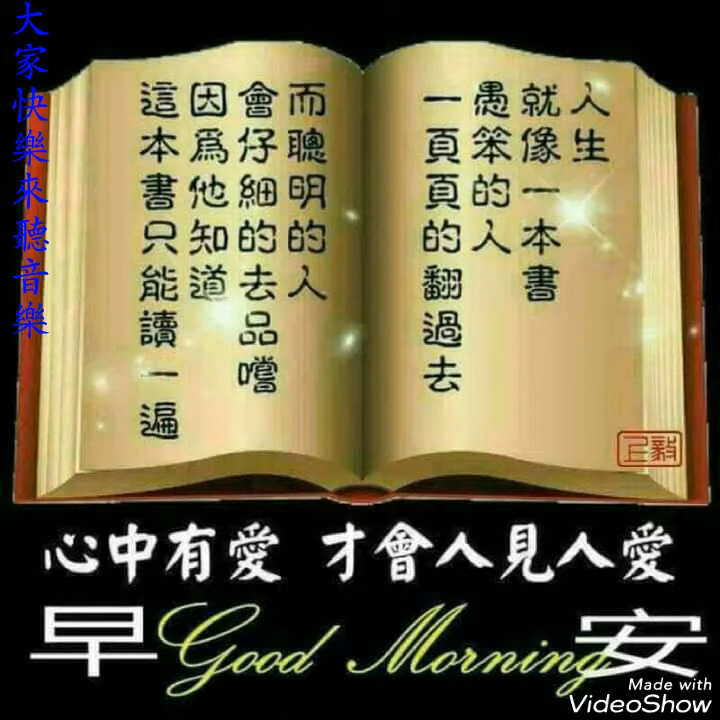 大家快樂來聽音樂
人生
就像一本書
愚笨的人
一頁頁的翻過去
而聰明的人
會仔細的去品嚐
因爲他知道
這本書只能讀一遍
正毅
心中有愛 才會人見人愛
早安
Good Morning
Made with
VideoShow